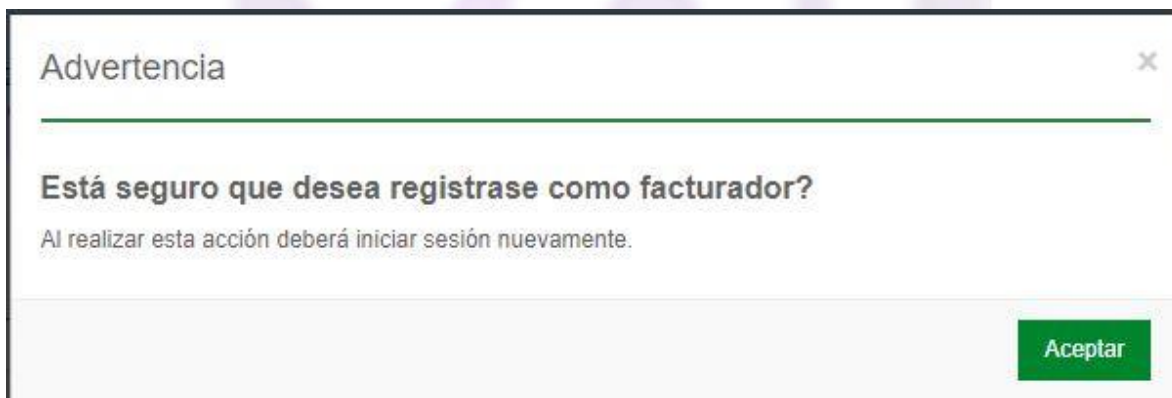 Advertencia
×
Está seguro que desea registrase como facturador?
Al realizar esta acción deberá iniciar sesión nuevamente.
Aceptar